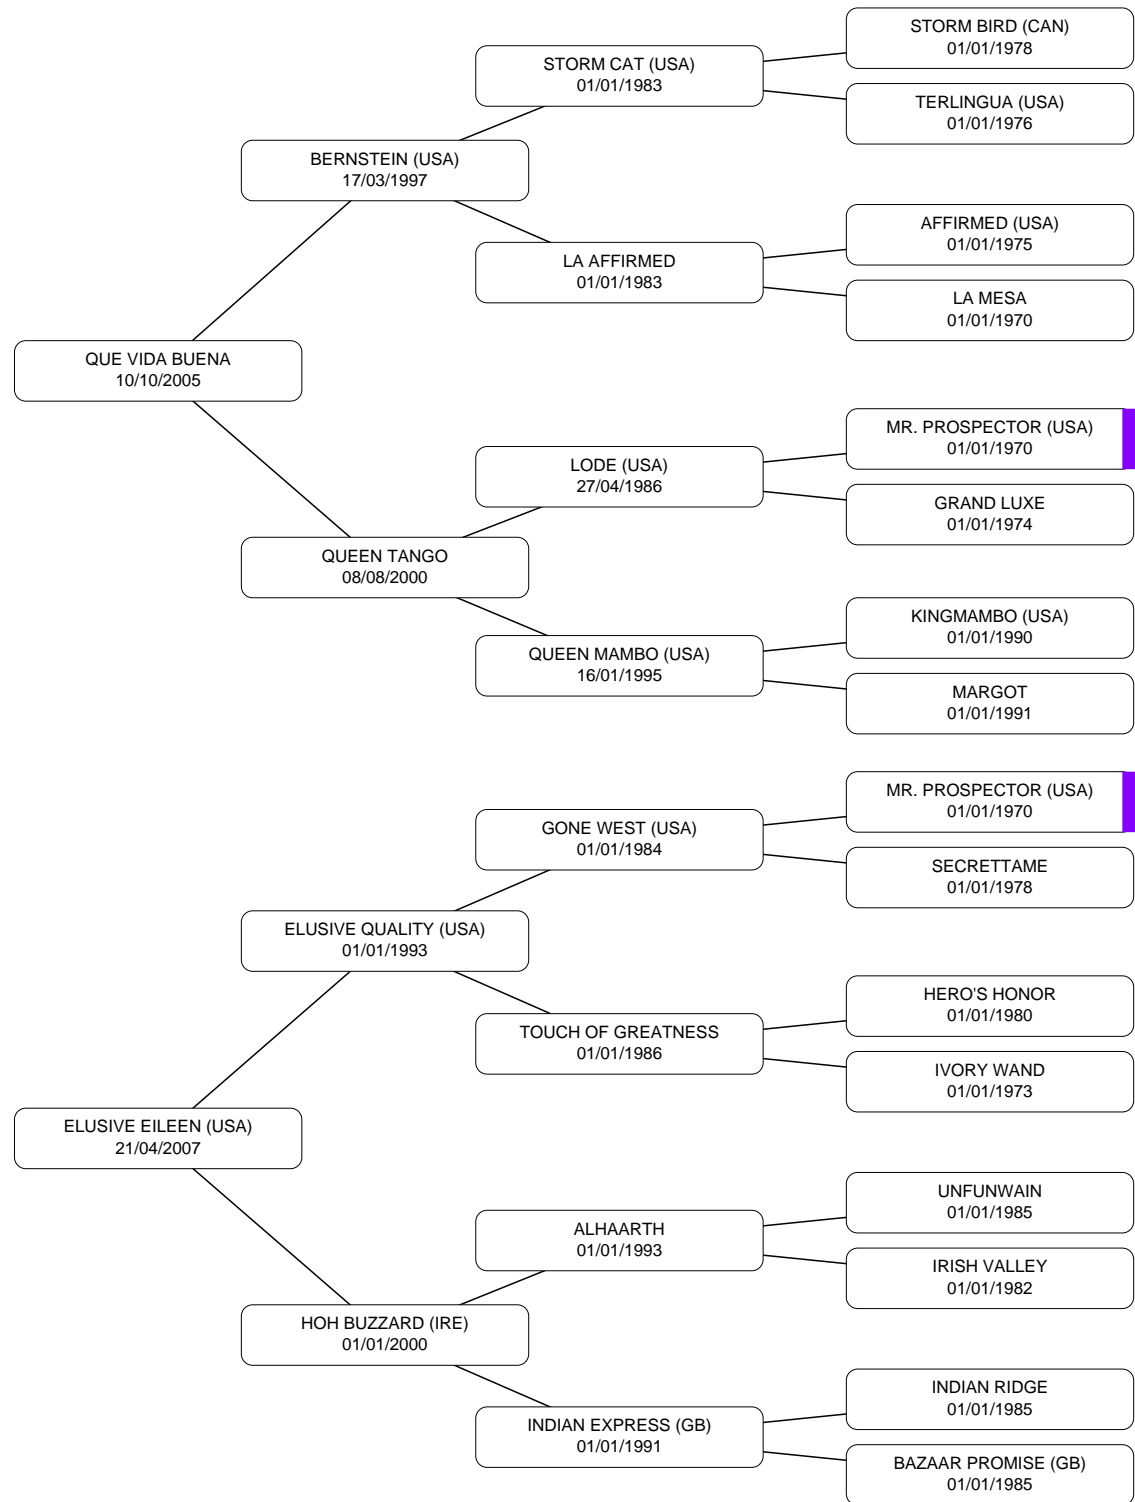 STORM BIRD (CAN)
01/01/1978
STORM CAT (USA)
01/01/1983
TERLINGUA (USA)
01/01/1976
BERNSTEIN (USA)
17/03/1997
AFFIRMED (USA)
01/01/1975
LA AFFIRMED
01/01/1983
LA MESA
01/01/1970
QUE VIDA BUENA
10/10/2005
MR. PROSPECTOR (USA)
01/01/1970
LODE (USA)
27/04/1986
GRAND LUXE
01/01/1974
QUEEN TANGO
08/08/2000
KINGMAMBO (USA)
01/01/1990
QUEEN MAMBO (USA)
16/01/1995
MARGOT
01/01/1991
MR. PROSPECTOR (USA)
01/01/1970
GONE WEST (USA)
01/01/1984
SECRETTAME
01/01/1978
ELUSIVE QUALITY (USA)
01/01/1993
HERO'S HONOR
01/01/1980
TOUCH OF GREATNESS
01/01/1986
IVORY WAND
01/01/1973
ELUSIVE EILEEN (USA)
21/04/2007
UNFUNWAIN
01/01/1985
ALHAARTH
01/01/1993
IRISH VALLEY
01/01/1982
HOH BUZZARD (IRE)
01/01/2000
INDIAN RIDGE
01/01/1985
INDIAN EXPRESS (GB)
01/01/1991
BAZAAR PROMISE (GB)
01/01/1985